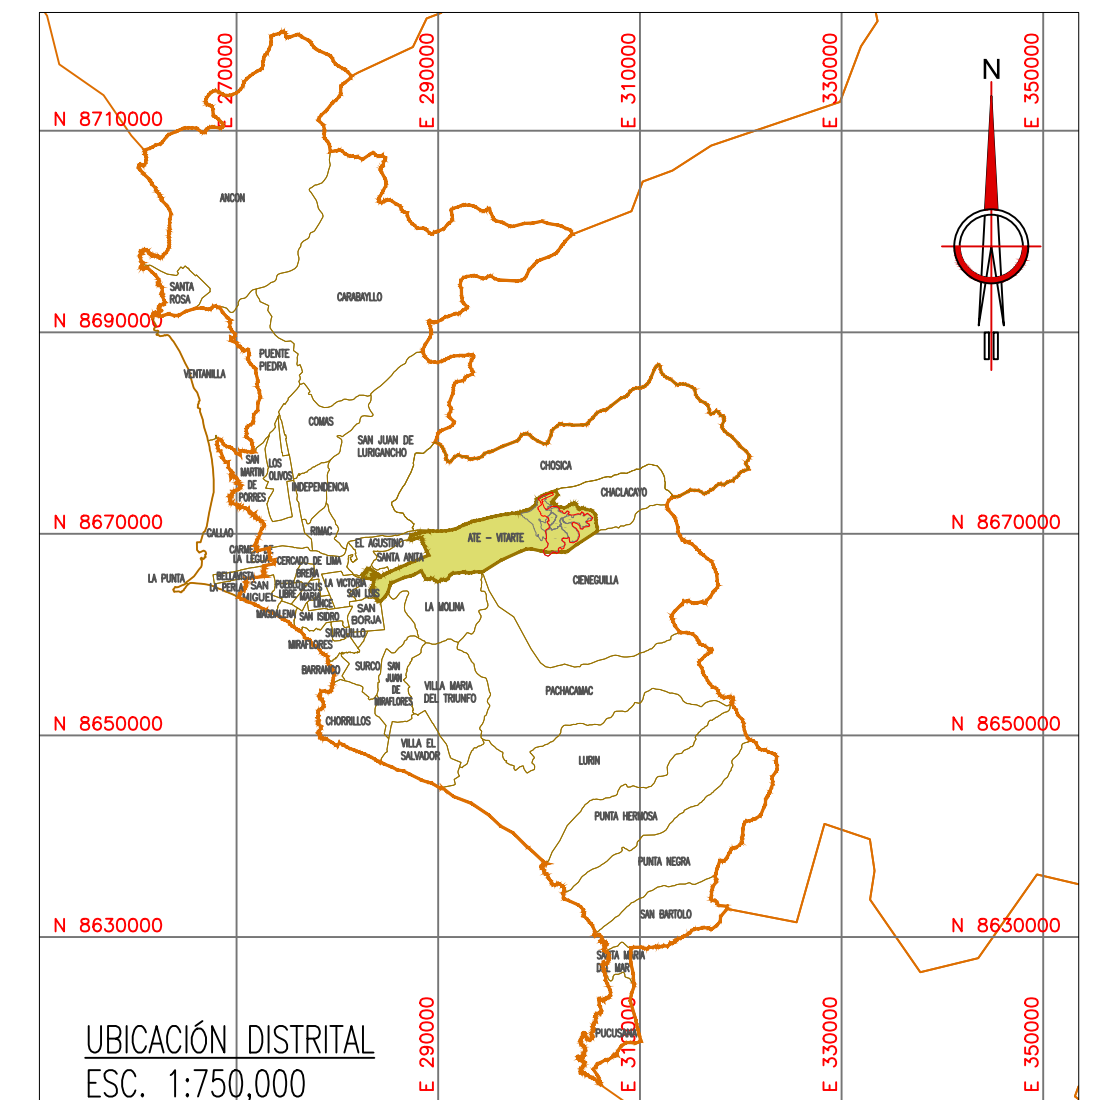 E 270000
E 290000
E 310000
E 330000
E 350000
N
N 8710000
ANCON
SANTA
ROSA
CARABAYLLO
N 8690000
PUENTE
PIEDRA
VENTANILLA
COMAS
SAN JUAN DE
LURIGANCHO
SAN
MARTIN
DE
PORRES
LOS
OLIVOS
INDEPENDENCIA
CHOSICA
CHACLACAYO
N 8670000
N 8670000
CALLAO
RIMAC
EL AGUSTINO
ATE - VITARTE
CARMEN DE
LA LEGUA
CERCADO DE LIMA
SANTA ANITA
LA PUNTA
BELLAVISTA
LA PERLA
SAN
MIGUEL
BREÑA
PUEBLO
LIBRE
JESUS
MARIA
LA VICTORIA
SAN LUIS
LINCE
CIENEGUILLA
MAGDALENA
SAN ISIDRO
SAN
BORJA
LA MOLINA
SURQUILLO
MIRAFLORES
BARRANCO
SURCO
SAN
JUAN
DE
MIRAFLORES
VILLA MARIA
DEL TRIUNFO
PACHACAMAC
CHORRILLOS
N 8650000
N 8650000
VILLA EL
SALVADOR
LURIN
PUNTA HERMOSA
PUNTA NEGRA
SAN BARTOLO
N 8630000
N 8630000
SANTA MARIA
DEL MAR
PUCUSANA
E 290000
E 310000
E 330000
E 350000
UBICACIÓN DISTRITAL
ESC. 1:750,000